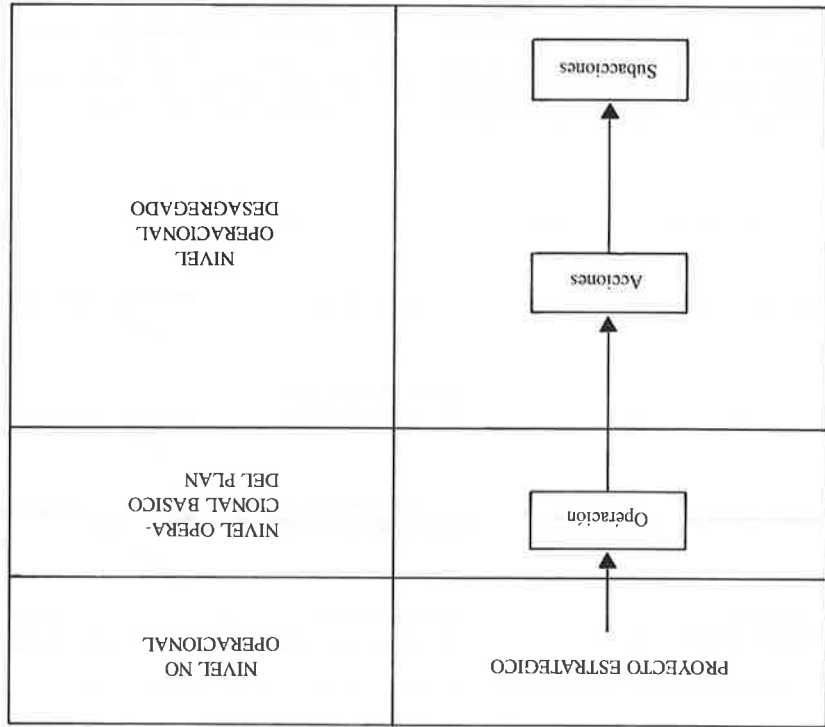 PROYECTO ESTRATEGICO
NIVEL NO
OPERACIONAL
Operación
NIVEL OPERA-
CIONAL BASICO
DEL PLAN
Acciones
NIVEL
OPERACIONAL
DESAGREGADO
Subacciones